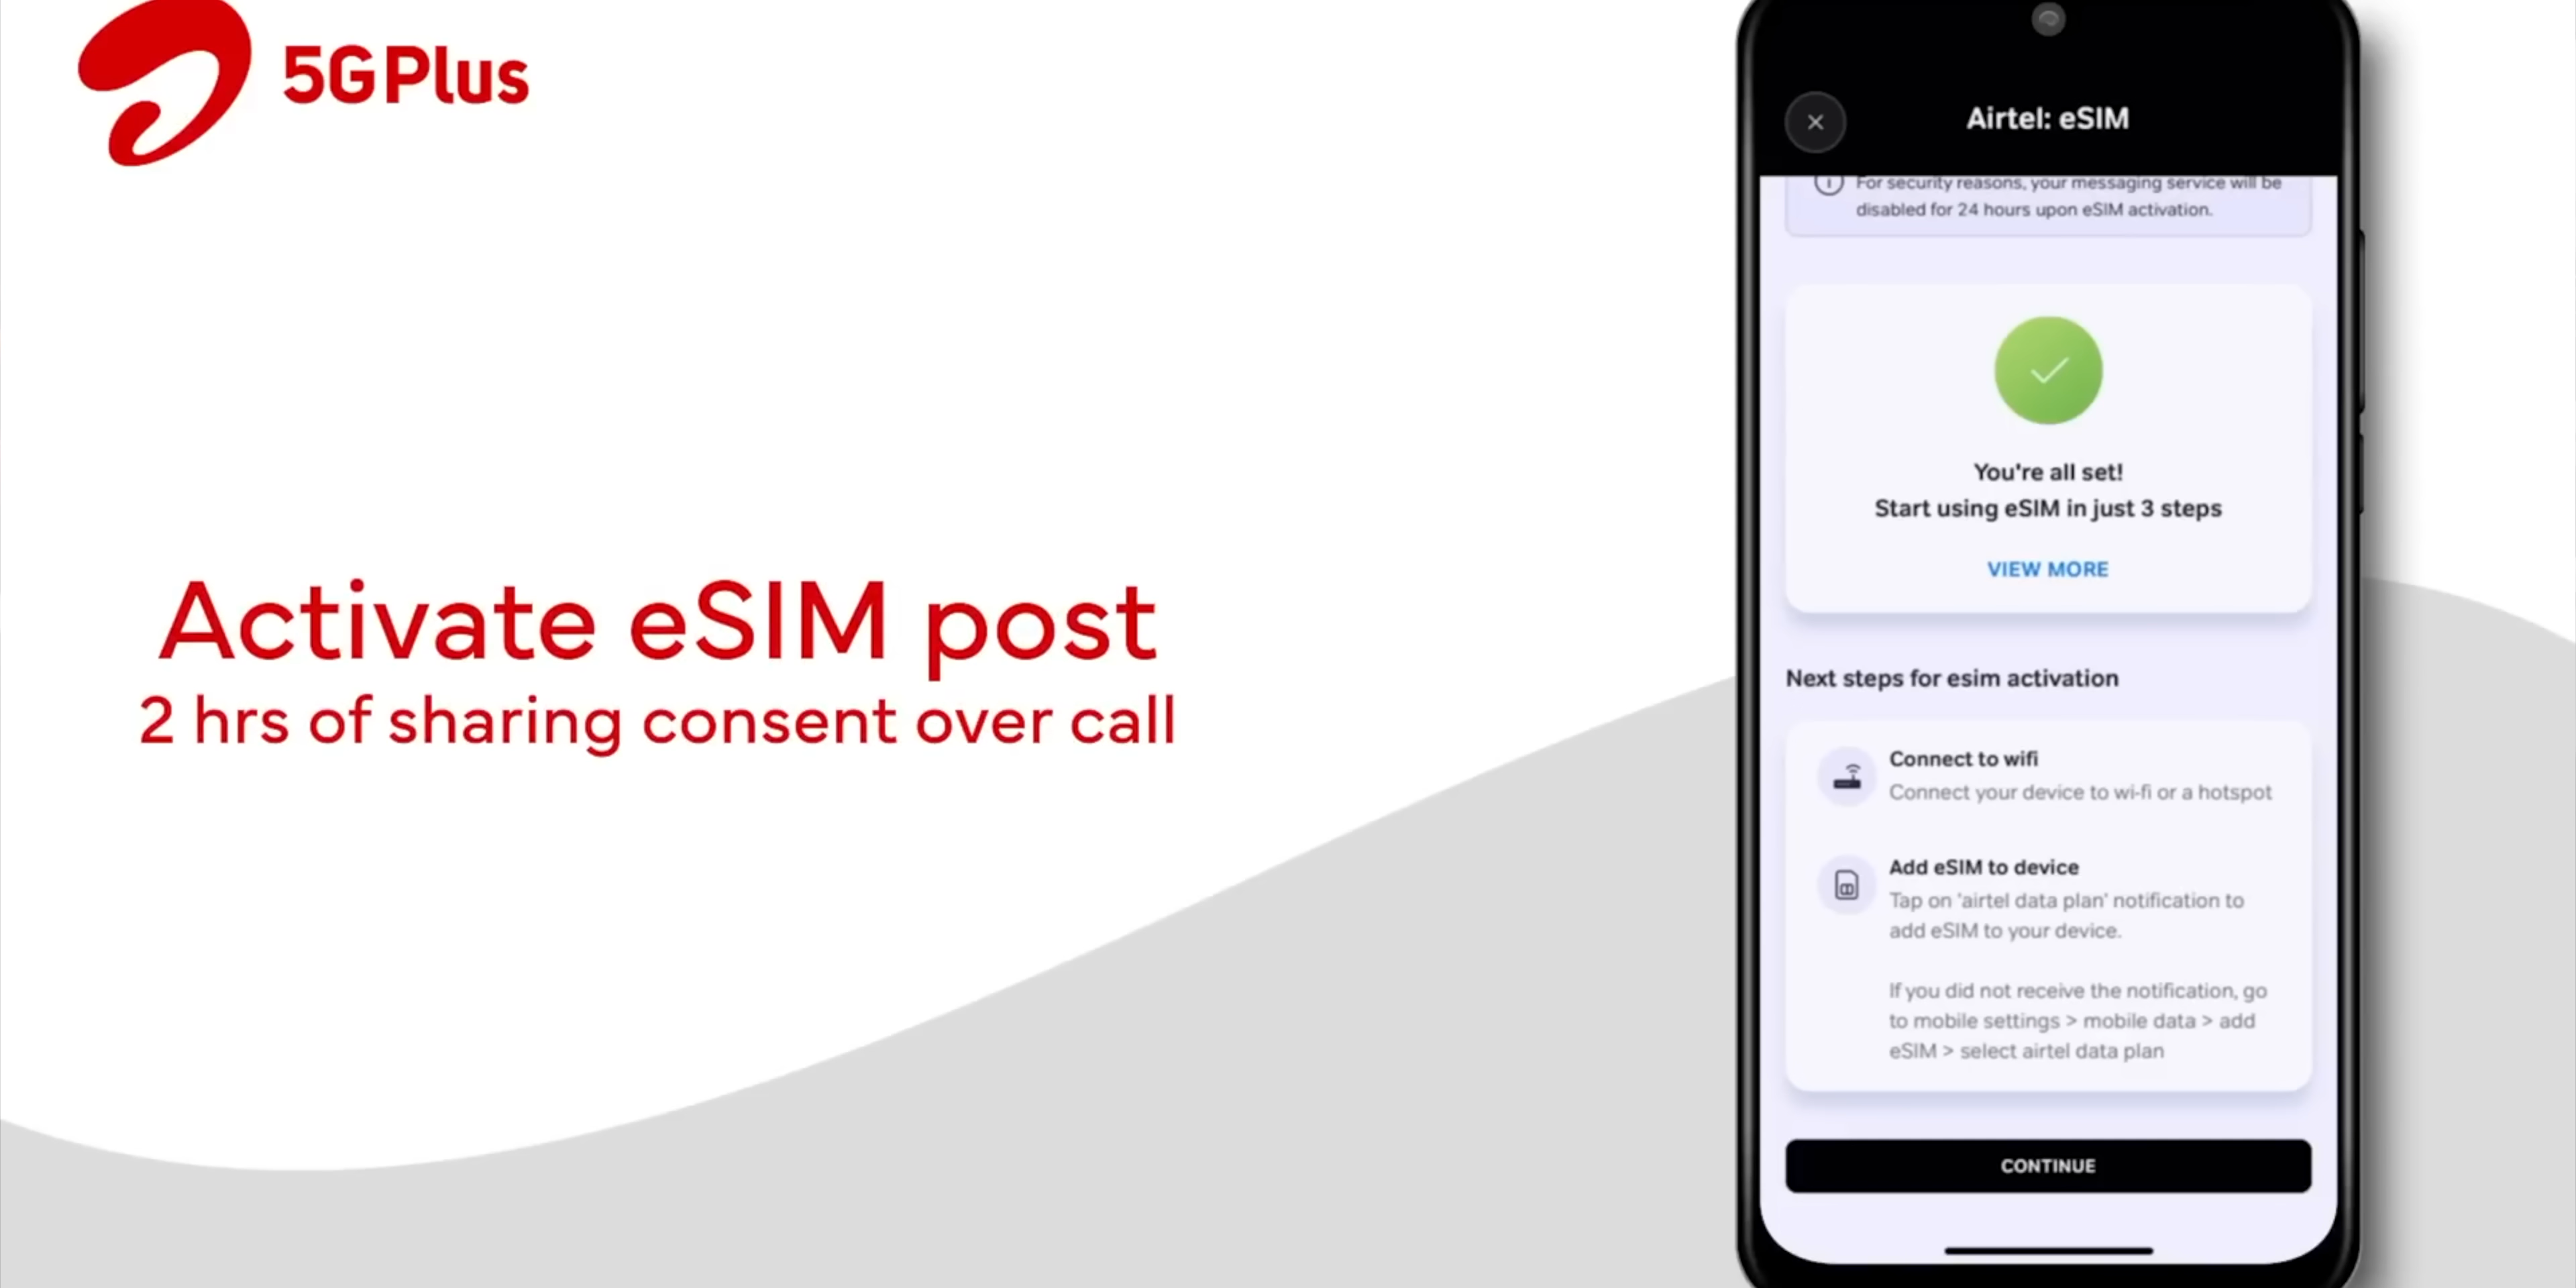 5G Plus
Activate eSIM post
2 hrs of sharing consent over call
Airtel: eSIM
For security reasons, your messaging service will be
disabled for 24 hours upon eSIM activation.
You're all set!
Start using eSIM in just 3 steps
VIEW MORE
Next steps for esim activation
Connect to wifi
Connect your device to wi-fi or a hotspot
Add eSIM to device
Tap on 'airtel data plan' notification to
add eSIM to your device.
If you did not receive the notification, go
to mobile settings > mobile data > add
eSIM > select airtel data plan
CONTINUE